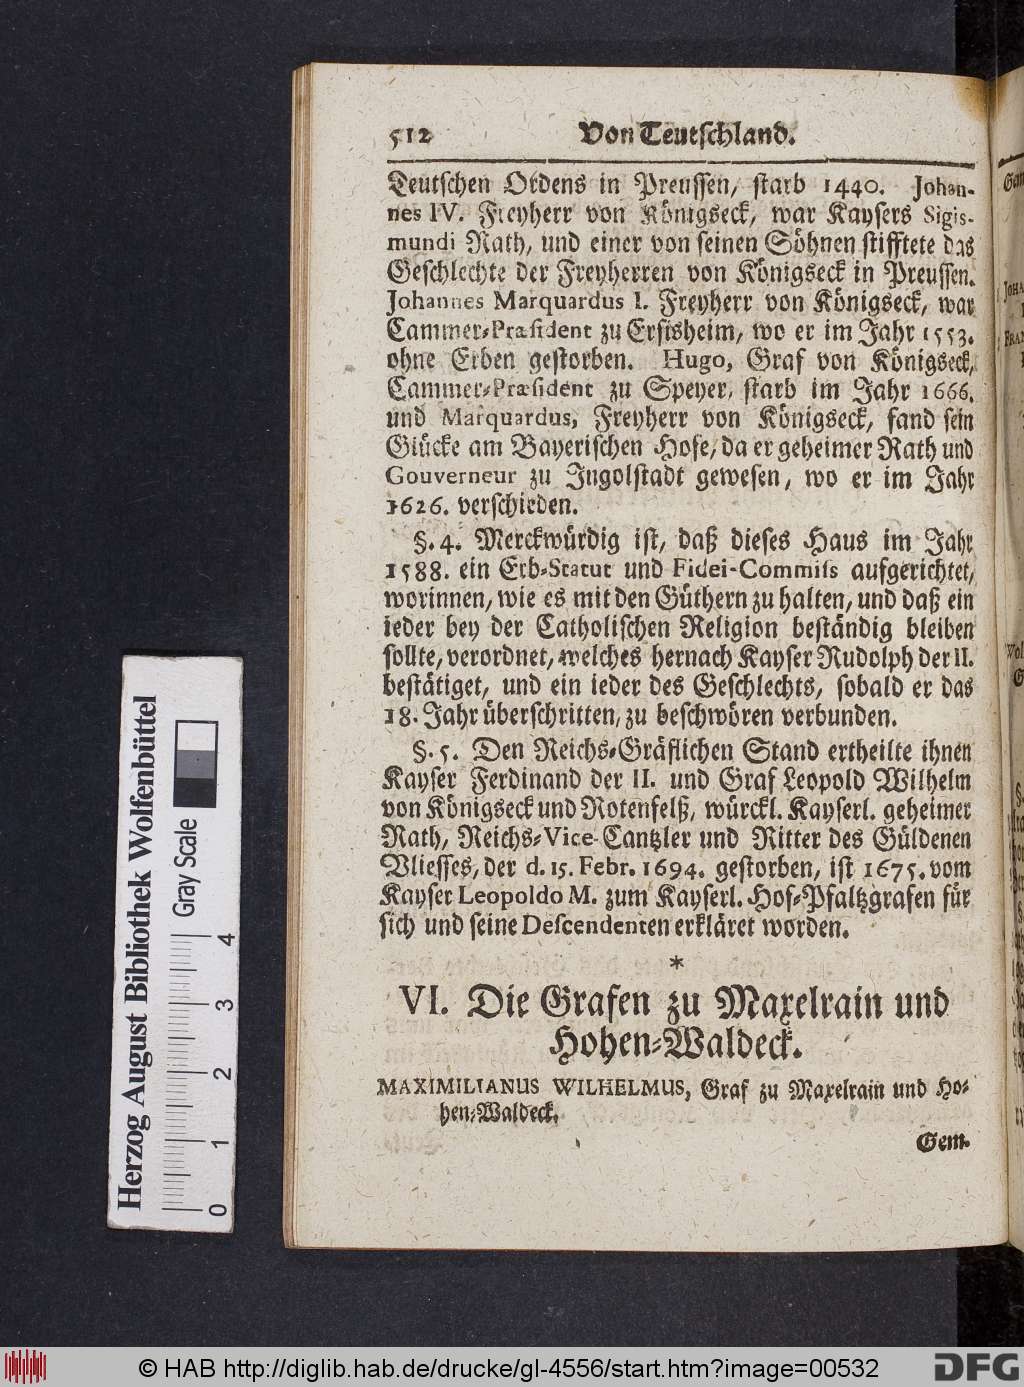 512 Von Teutschland.
Teutschen Ordens in Preussen, starb 1440. Johan-
nes IV. Freyherr von Königseck, war Kaysers Sigis-
mundi Rath, und einer von seinen Söhnen stifftete das
Geschlechte der Freyherren von Königseck in Preussen.
Johannes Marquardus I. Freyherr von Königseck, war
Cammer-Præsident zu Ersisheim, wo er im Jahr 1553.
ohne Erben gestorben. Hugo, Graf von Königseck,
Cammer-Præsident zu Speyer, starb im Jahr 1666.
und Marquardus, Freyherr von Königseck, fand sein
Glücke am Bayerischen Hofe, da er geheimer Rath und
Gouverneur zu Ingolstadt gewesen, wo er im Jahr
1626. verschieden.
§. 4. Merckwürdig ist, daß dieses Haus im Jahr
1588. ein Erb-Statut und Fidei-Commiss aufgerichtet,
worinnen, wie es mit den Güthern zu halten, und daß ein
ieder bey der Catholischen Religion beständig bleiben
sollte, verordnet, welches hernach Kayser Rudolph der II.
bestätiget, und ein ieder des Geschlechts, sobald er das
18. Jahr überschritten, zu beschwören verbunden.
§. 5. Den Reichs-Gräflichen Stand ertheilte ihnen
Kayser Ferdinand der II. und Graf Leopold Wilhelm
von Königseck und Rotenfelß, würckl. Kayserl. geheimer
Rath, Reichs-Vice-Cantzler und Ritter des Güldenen
Vliesses, der d. 15. Febr. 1694. gestorben, ist 1675. vom
Kayser Leopoldo M. zum Kayserl. Hof-Pfaltzgrafen für
sich und seine Descendenten erkläret worden.
*
VI. Die Grafen zu Maxelrain und
Hohen-Waldeck.
MAXIMILIANUS WILHELMUS, Graf zu Maxelrain und Ho-
hen-Waldeck.
Gem.
Herzog August Bibliothek Wolfenbüttel
Gray Scale
0 1 2 3 4
© HAB http://diglib.hab.de/drucke/gl-4556/start.htm?image=00532
DFG